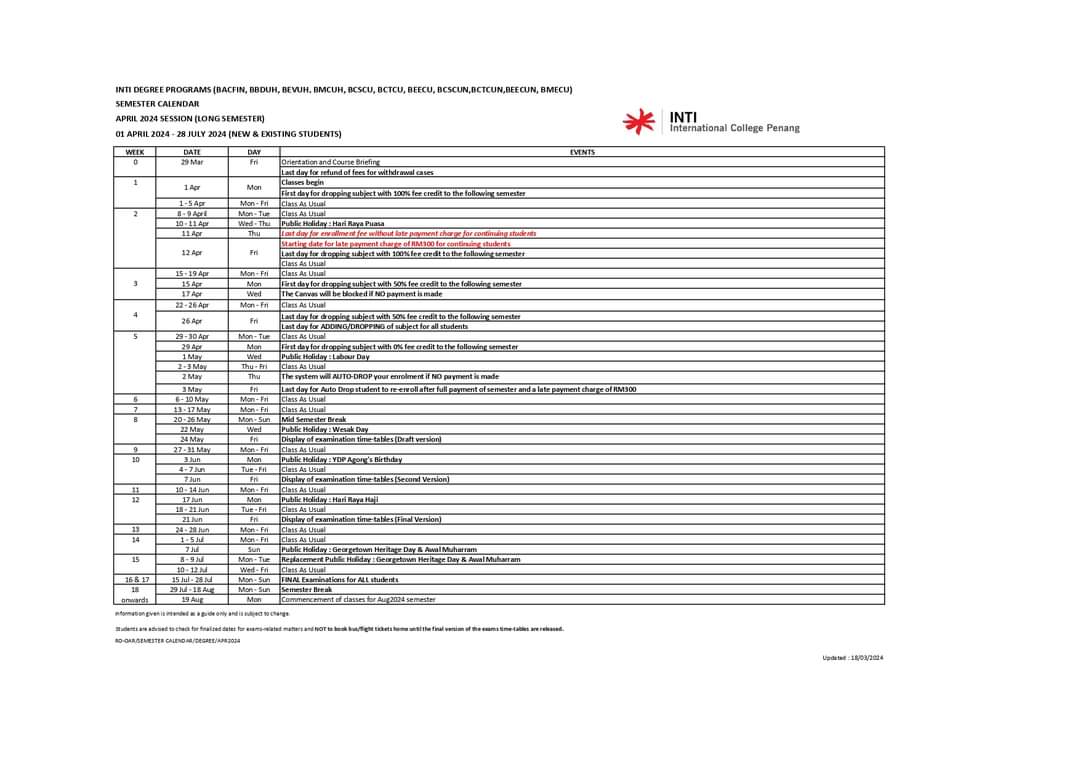 INTI DEGREE PROGRAMS (BACFIN, BBDUH, BEVUH, BMCUH, BCSCU, BCTCU, BEECU, BCSCUN,BCTCUN,BEECUN, BMECU)
SEMESTER CALENDAR
APRIL 2024 SESSION (LONG SEMESTER)
01 APRIL 2024 - 28 JULY 2024 (NEW & EXISTING STUDENTS)
INTI
International College Penang
WEEK DATE DAY EVENTS
0 29 Mar Fri Orientation and Course Briefing
Last day for refund of fees for withdrawal cases
1 1 Apr Mon Classes begin
First day for dropping subject with 100% fee credit to the following semester
1 - 5 Apr Mon - Fri Class As Usual
2 8 - 9 April Mon - Tue Class As Usual
10 - 11 Apr Wed - Thu Public Holiday : Hari Raya Puasa
11 Apr Thu Last day for enrollment fee without late payment charge for continuing students
12 Apr Fri Starting date for late payment charge of RM300 for continuing students
Last day for dropping subject with 100% fee credit to the following semester
Class As Usual
3 15 - 19 Apr Mon - Fri Class As Usual
15 Apr Mon First day for dropping subject with 50% fee credit to the following semester
17 Apr Wed The Canvas will be blocked if NO payment is made
4 22 - 26 Apr Mon - Fri Class As Usual
26 Apr Fri Last day for dropping subject with 50% fee credit to the following semester
Last day for ADDING/DROPPING of subject for all students
5 29 - 30 Apr Mon - Tue Class As Usual
29 Apr Mon First day for dropping subject with 0% fee credit to the following semester
1 May Wed Public Holiday : Labour Day
2 - 3 May Thu - Fri Class As Usual
2 May Thu The system will AUTO-DROP your enrolment if NO payment is made
3 May Fri Last day for Auto Drop student to re-enroll after full payment of semester and a late payment charge of RM300
6 6 - 10 May Mon - Fri Class As Usual
7 13 - 17 May Mon - Fri Class As Usual
8 20 - 26 May Mon - Sun Mid Semester Break
22 May Wed Public Holiday : Wesak Day
24 May Fri Display of examination time-tables (Draft version)
9 27 - 31 May Mon - Fri Class As Usual
10 3 Jun Mon Public Holiday : YDP Agong's Birthday
4 - 7 Jun Tue - Fri Class As Usual
7 Jun Fri Display of examination time-tables (Second Version)
11 10 - 14 Jun Mon - Fri Class As Usual
12 17 Jun Mon Public Holiday : Hari Raya Haji
18 - 21 Jun Tue - Fri Class As Usual
21 Jun Fri Display of examination time-tables (Final Version)
13 24 - 28 Jun Mon - Fri Class As Usual
14 1 - 5 Jul Mon - Fri Class As Usual
7 Jul Sun Public Holiday : Georgetown Heritage Day & Awal Muharram
15 8 - 9 Jul Mon - Tue Replacement Public Holiday : Georgetown Heritage Day & Awal Muharram
10 - 12 Jul Wed - Fri Class As Usual
16 & 17 15 Jul - 28 Jul Mon - Sun FINAL Examinations for ALL students
18 29 Jul - 18 Aug Mon - Sun Semester Break
onwards 19 Aug Mon Commencement of classes for Aug2024 semester
Information given is intended as a guide only and is subject to change.
Students are advised to check for finalized dates for exams-related matters and NOT to book bus/flight tickets home until the final version of the exams time-tables are released.
RO-OAR/SEMESTER CALENDAR/DEGREE/APR2024
Updated : 18/03/2024